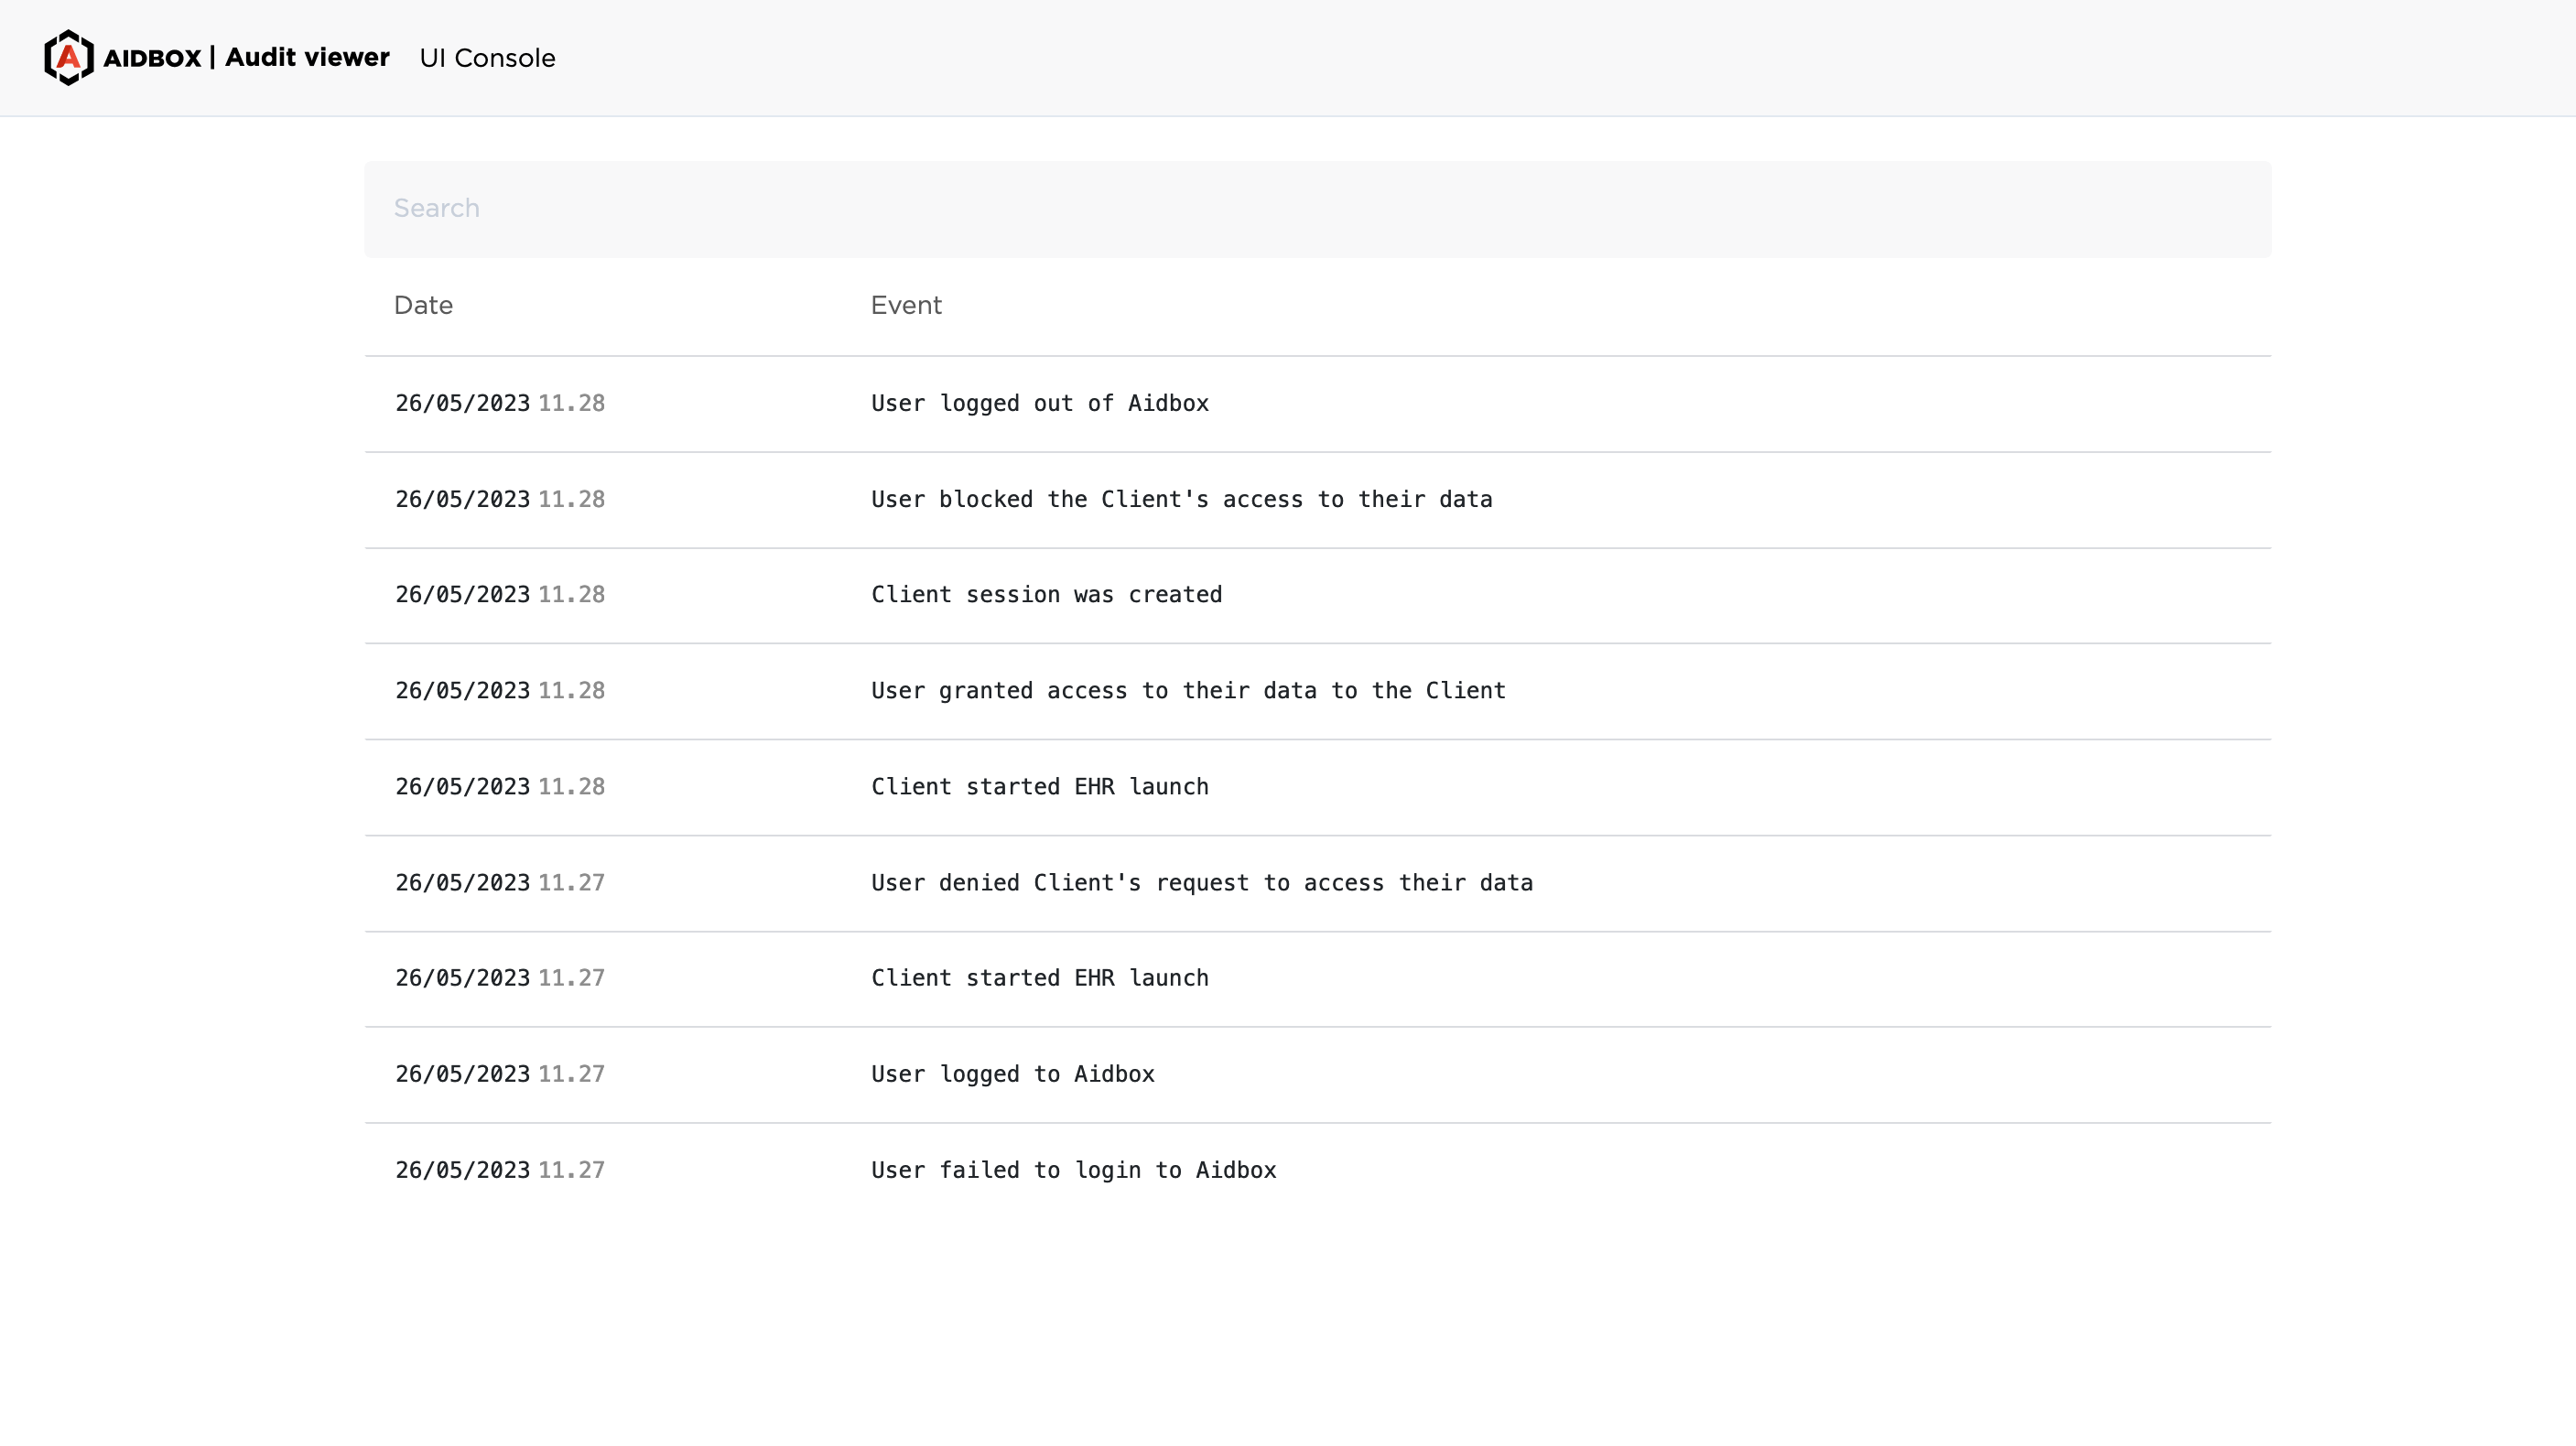 AIDBOX | Audit viewer UI Console
Search
Date Event
26/05/2023 11.28 User logged out of Aidbox
26/05/2023 11.28 User blocked the Client's access to their data
26/05/2023 11.28 Client session was created
26/05/2023 11.28 User granted access to their data to the Client
26/05/2023 11.28 Client started EHR launch
26/05/2023 11.27 User denied Client's request to access their data
26/05/2023 11.27 Client started EHR launch
26/05/2023 11.27 User logged to Aidbox
26/05/2023 11.27 User failed to login to Aidbox